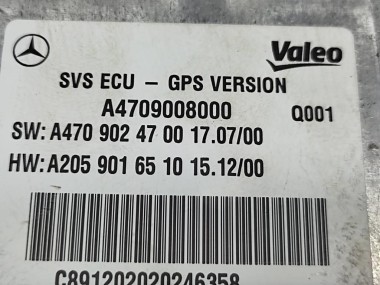 Valeo
SVS ECU - GPS VERSION
A4709008000 Q001
SW: A470 902 47 00 17.07/00
HW: A205 901 65 10 15.12/00
C891202020246358